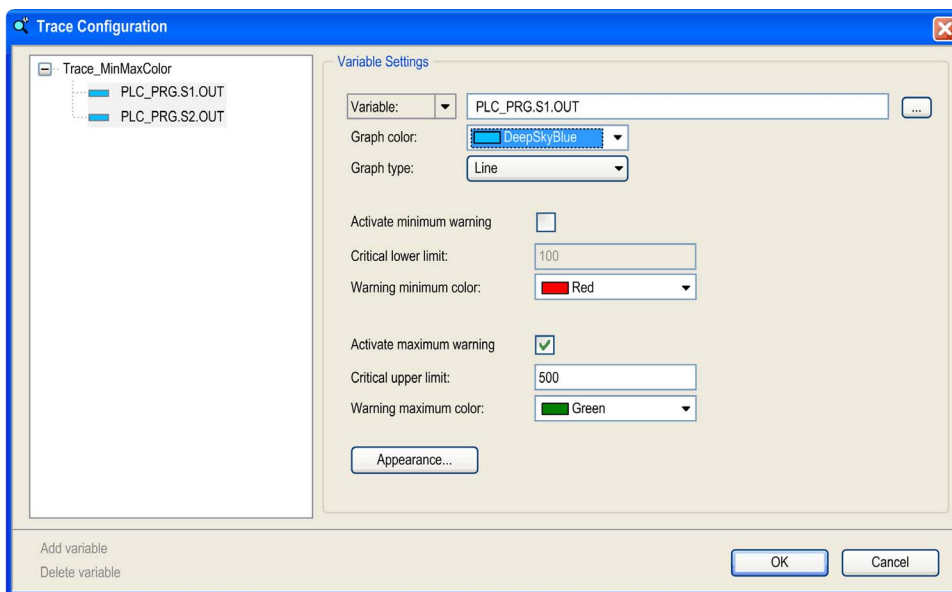 Trace Configuration
Trace_MinMaxColor
PLC_PRG.S1.OUT
PLC_PRG.S2.OUT
Variable Settings
Variable: PLC_PRG.S1.OUT ...
Graph color: DeepSkyBlue
Graph type: Line
Activate minimum warning
Critical lower limit: 100
Warning minimum color: Red
Activate maximum warning
Critical upper limit: 500
Warning maximum color: Green
Appearance...
Add variable
Delete variable
OK Cancel